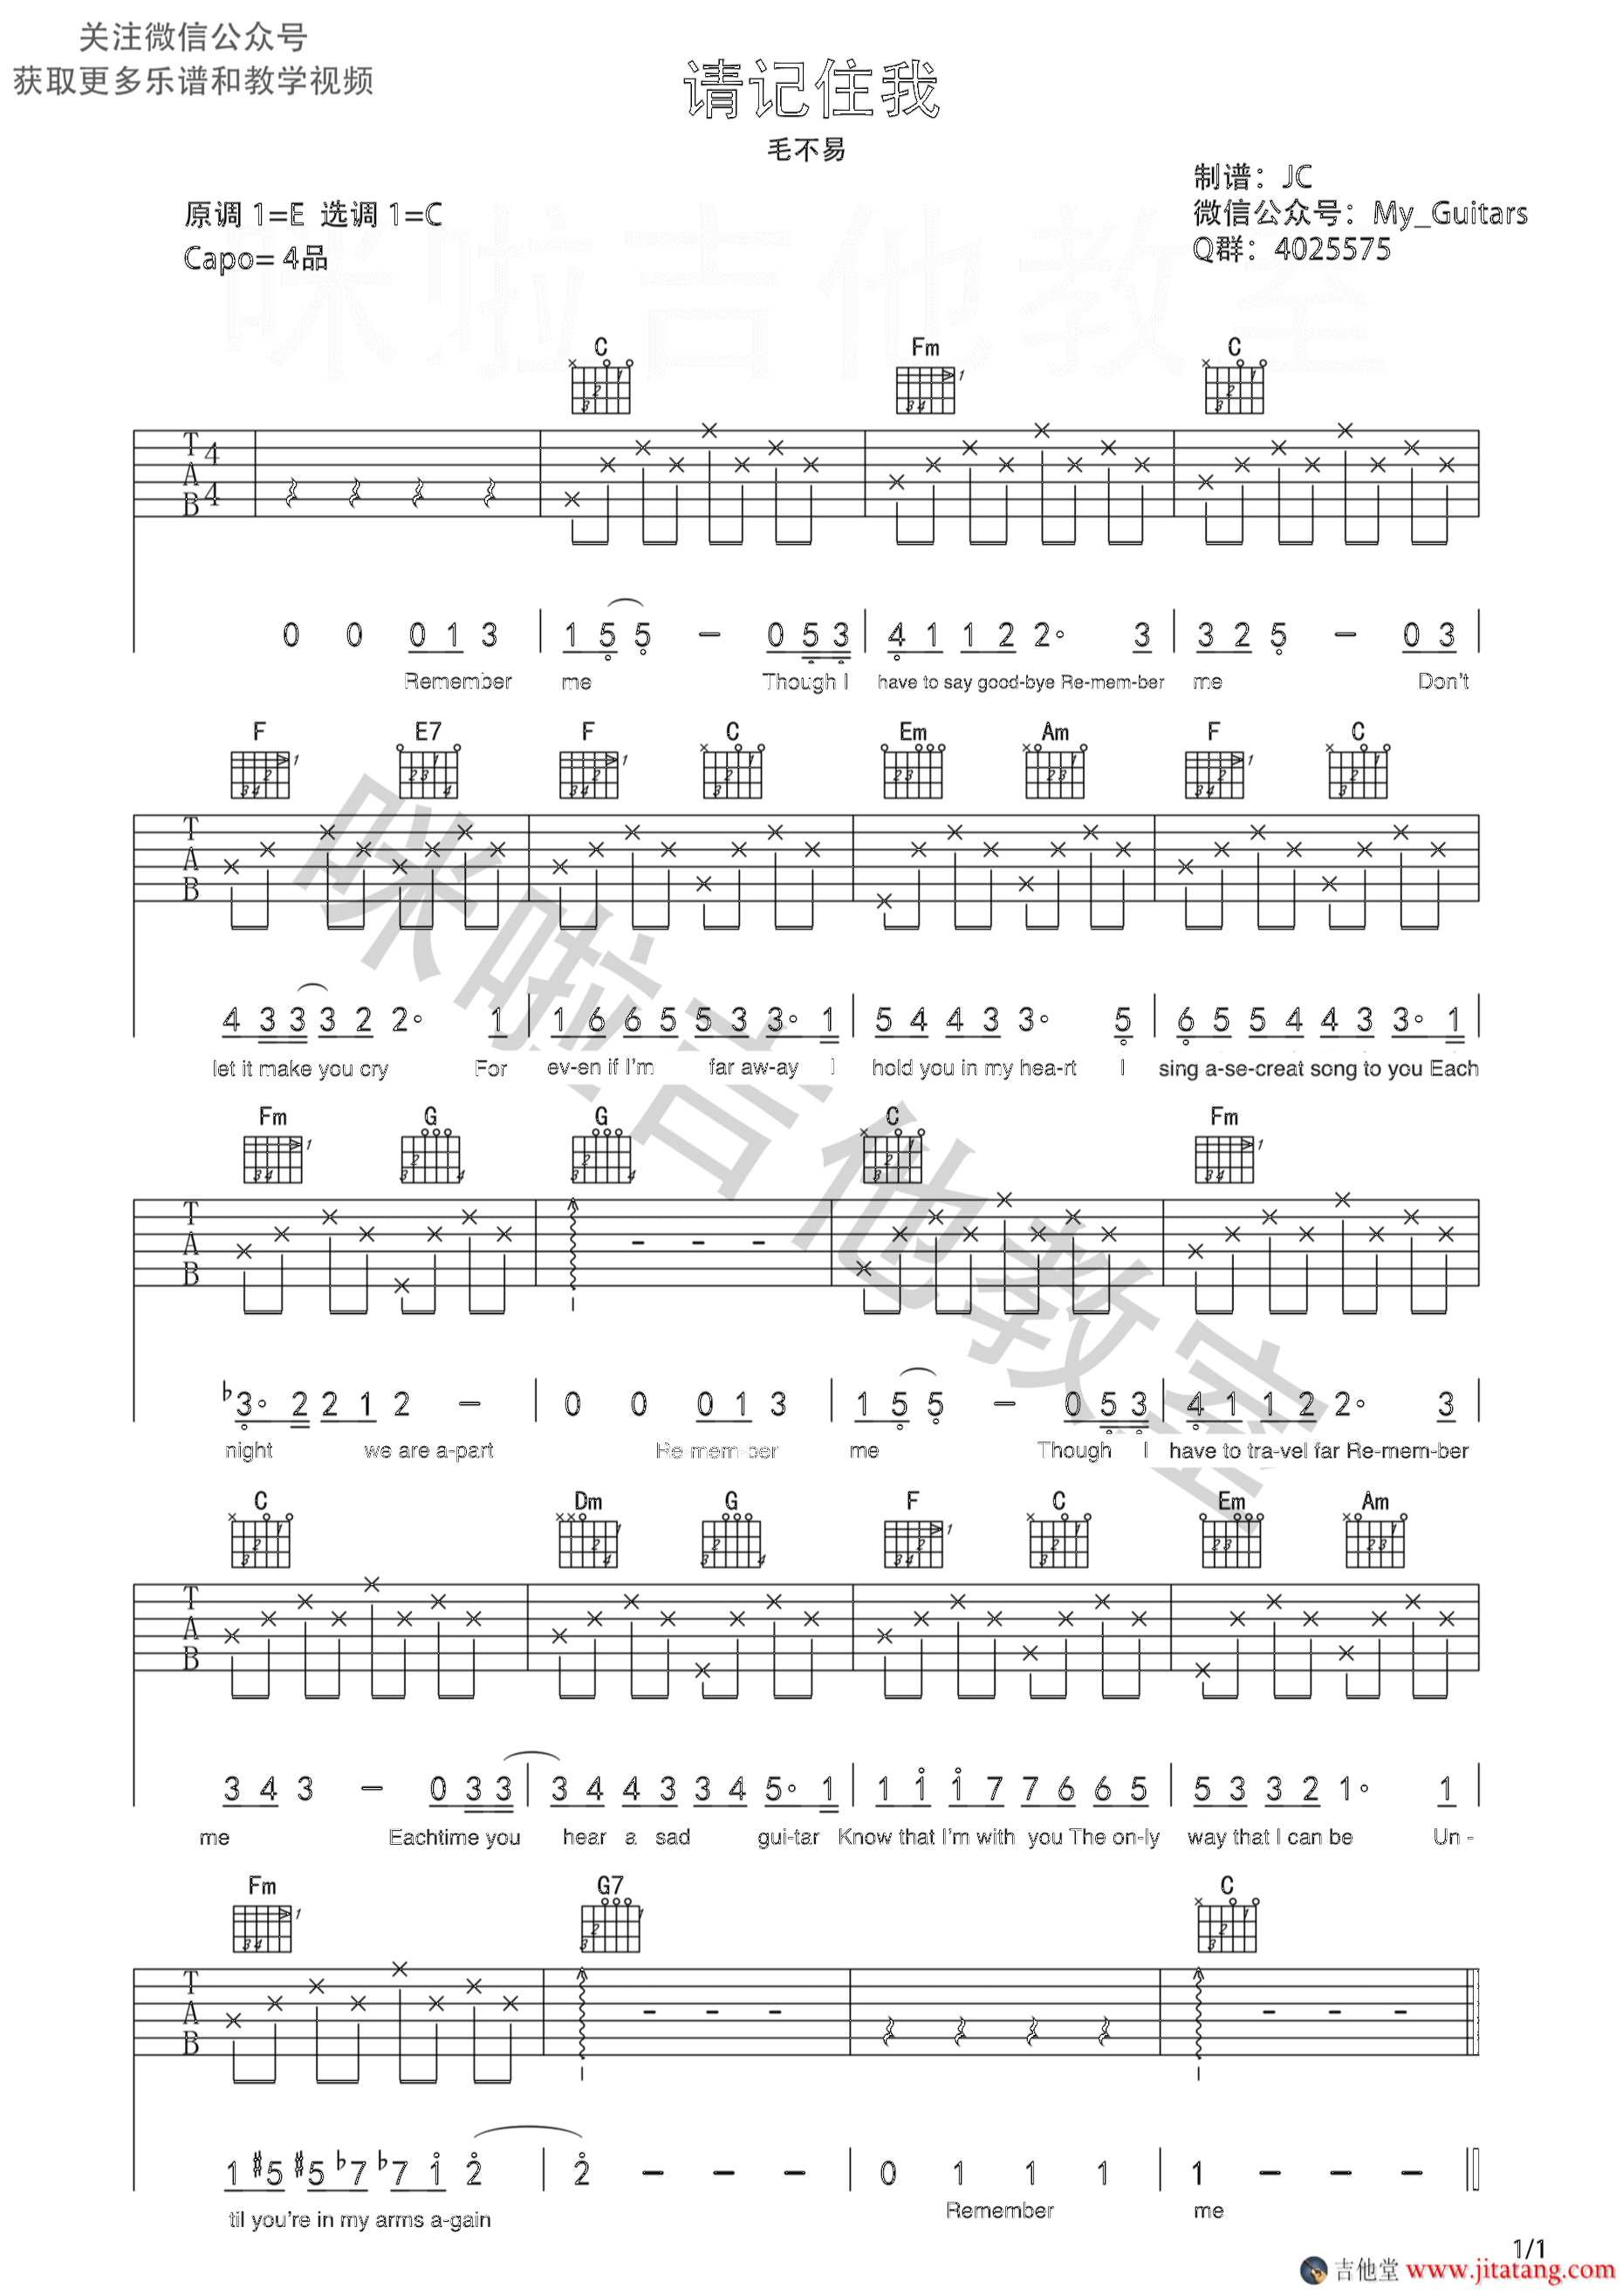 关注微信公众号
获取更多乐谱和教学视频
请记住我
毛不易
制谱：JC
原调 1=E 选调 1=C
微信公众号：My_Guitars
Capo= 4品
Q群：4025575
C Fm C
T A B 4 4
0 0 0 1 3 | 1 5 5 – 0 5 3 | 4 1 1 2 2· 3 | 3 2 5 – 0 3 |
Remember me Though I have to say good-bye Re-mem-ber me Don't
F E7 F C Em Am F C
T A B
4 3 3 3 2 2· 1 | 1 6 6 5 5 3 3· 1 | 5 4 4 3 3· 5 | 6 5 5 4 4 3 3· 1 |
let it make you cry For ev-en if I'm far aw-ay I hold you in my hea-rt I sing a-se-creat song to you Each
Fm G G C Fm
T A B
♭3· 2 2 1 2 – | 0 0 0 1 3 | 1 5 5 – 0 5 3 | 4 1 1 2 2· 3 |
night we are a-part Re-mem-ber me Though I have to tra-vel far Re-mem-ber
C Dm G F C Em Am
T A B
3 4 3 – 0 3 3 | 3 4 4 3 3 4 5· 1 | 1 1 1 7 7 6 6 5 | 5 3 3 2 1· 1 |
me Eachtime you hear a sad gui-tar Know that I'm with you The on-ly way that I can be Un -
Fm G7 C
T A B
1 #5 #5 ♭7 ♭7 1 2 | 2 – – – | 0 1 1 1 | 1 – – – ||
til you're in my arms a-gain Remember me
1/1
吉他堂 www.jitatang.com
咪啦吉他教室